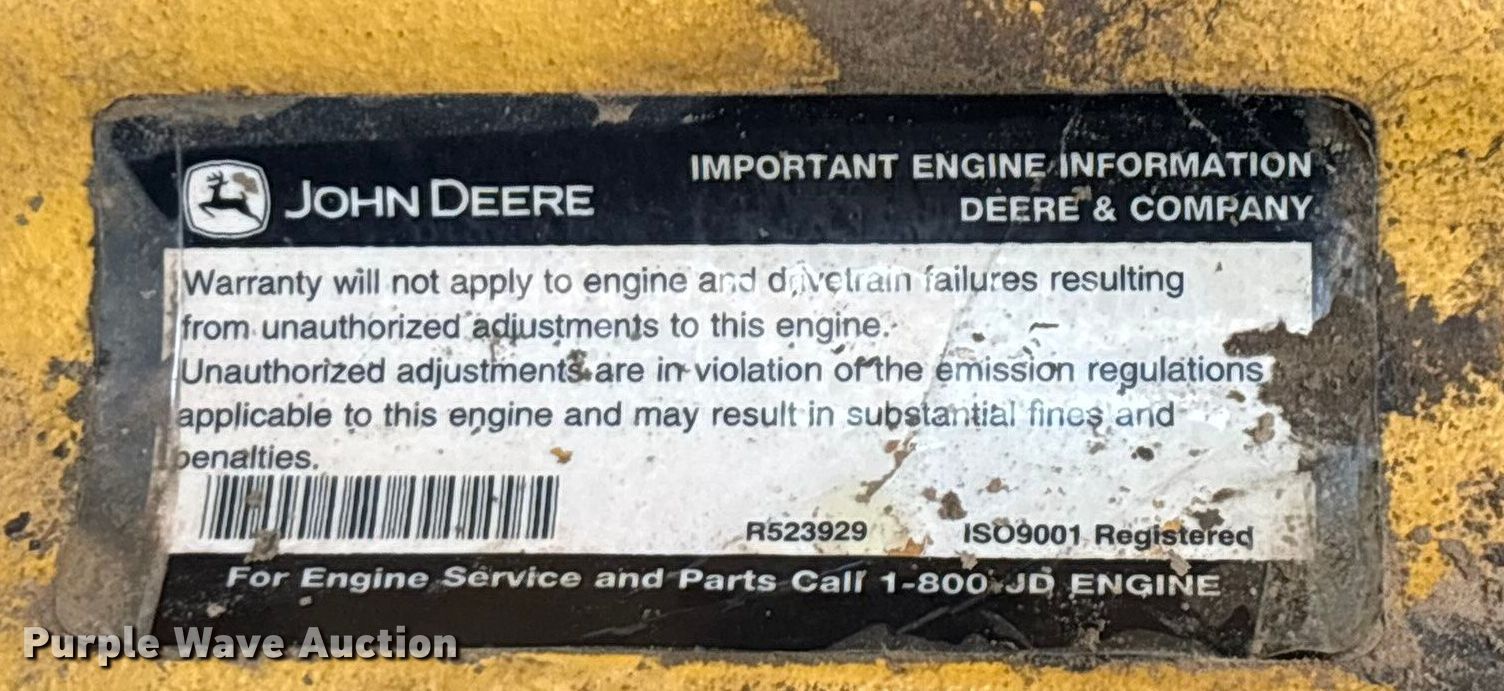 JOHN DEERE
IMPORTANT ENGINE INFORMATION
DEERE & COMPANY
Warranty will not apply to engine and drivetrain failures resulting
from unauthorized adjustments to this engine.
Unauthorized adjustments are in violation of the emission regulations
applicable to this engine and may result in substantial fines and
penalties.
R523929 ISO9001 Registered
For Engine Service and Parts Call 1-800 JD ENGINE
Purple Wave Auction